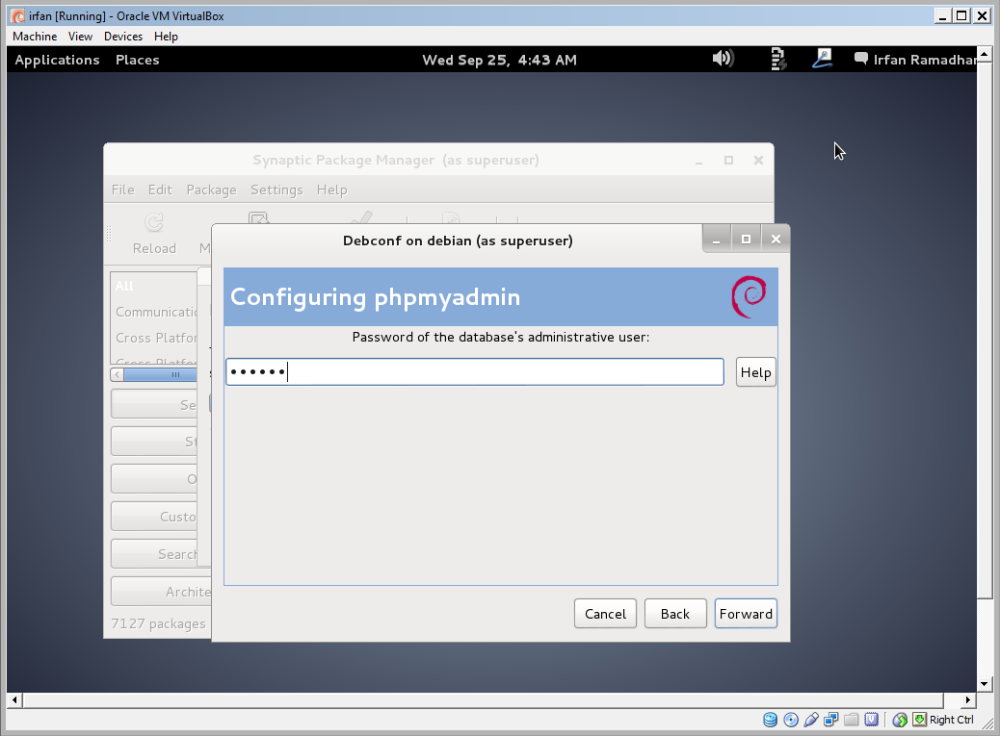 irfan [Running] - Oracle VM VirtualBox
Machine View Devices Help
Applications Places Wed Sep 25, 4:43 AM Irfan Ramadhan
Synaptic Package Manager (as superuser)
File Edit Package Settings Help
Reload M
Debconf on debian (as superuser)
All
Configuring phpmyadmin
Communicatio
Password of the database's administrative user:
Cross Platfor
Cross Platfor
Help
Se
St
O
Custo
Search
Archite
Cancel Back Forward
7127 packages
Right Ctrl